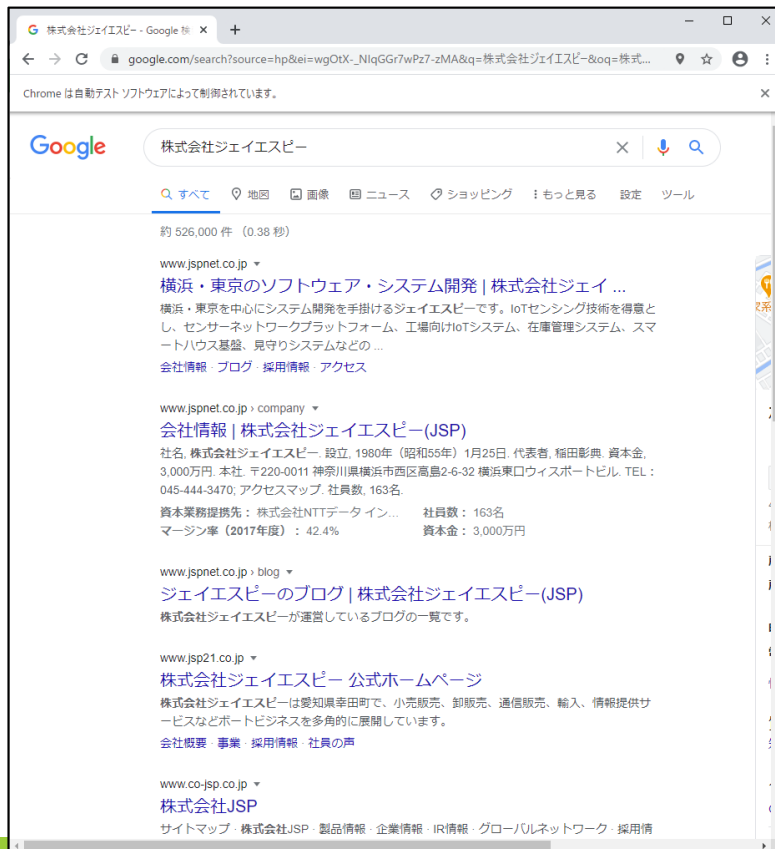 株式会社ジェイエスピー - Google 検
google.com/search?source=hp&ei=wgOtX-_NIqGGr7wPz7-zMA&q=株式会社ジェイエスピー&oq=株式...
Chrome は自動テスト ソフトウェアによって制御されています。
Google
株式会社ジェイエスピー
すべて 地図 画像 ニュース ショッピング もっと見る 設定 ツール
約 526,000 件 （0.38 秒）
www.jspnet.co.jp
横浜・東京のソフトウェア・システム開発 | 株式会社ジェイ ...
横浜・東京を中心にシステム開発を手掛けるジェイエスピーです。IoTセンシング技術を得意と
し、センサーネットワークプラットフォーム、工場向けIoTシステム、在庫管理システム、スマ
ートハウス基盤、見守りシステムなどの ...
会社情報 · ブログ · 採用情報 · アクセス
www.jspnet.co.jp › company
会社情報 | 株式会社ジェイエスピー(JSP)
社名, 株式会社ジェイエスピー. 設立, 1980年（昭和55年）1月25日. 代表者, 稲田彰典. 資本金,
3,000万円. 本社. 〒220-0011 神奈川県横浜市西区高島2-6-32 横浜東口ウィスポートビル. TEL：
045-444-3470; アクセスマップ. 社員数, 163名.
資本業務提携先： 株式会社NTTデータ イン... 社員数： 163名
マージン率（2017年度）： 42.4% 資本金： 3,000万円
www.jspnet.co.jp › blog
ジェイエスピーのブログ | 株式会社ジェイエスピー(JSP)
株式会社ジェイエスピーが運営しているブログの一覧です。
www.jsp21.co.jp
株式会社ジェイエスピー 公式ホームページ
株式会社ジェイエスピーは愛知県幸田町で、小売販売、卸販売、通信販売、輸入、情報提供サ
ービスなどボートビジネスを多角的に展開しています。
会社概要 · 事業 · 採用情報 · 社員の声
www.co-jsp.co.jp
株式会社JSP
サイトマップ · 株式会社JSP · 製品情報 · 企業情報 · IR情報 · グローバルネットワーク · 採用情